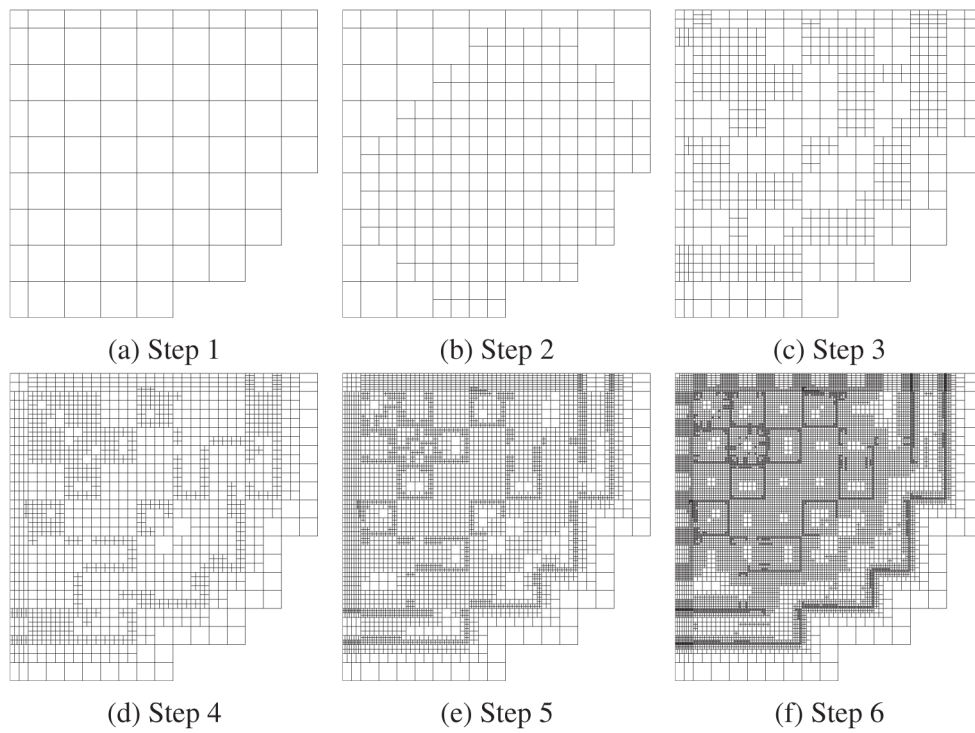 (a) Step 1
(b) Step 2
(c) Step 3
(d) Step 4
(e) Step 5
(f) Step 6